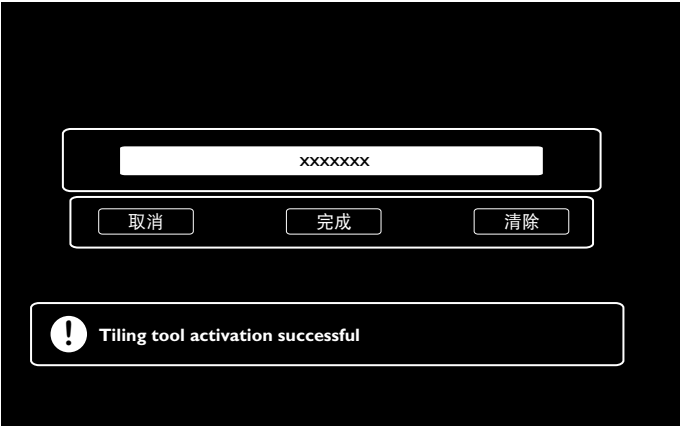 xxxxxxx
取消 完成 清除
Tiling tool activation successful